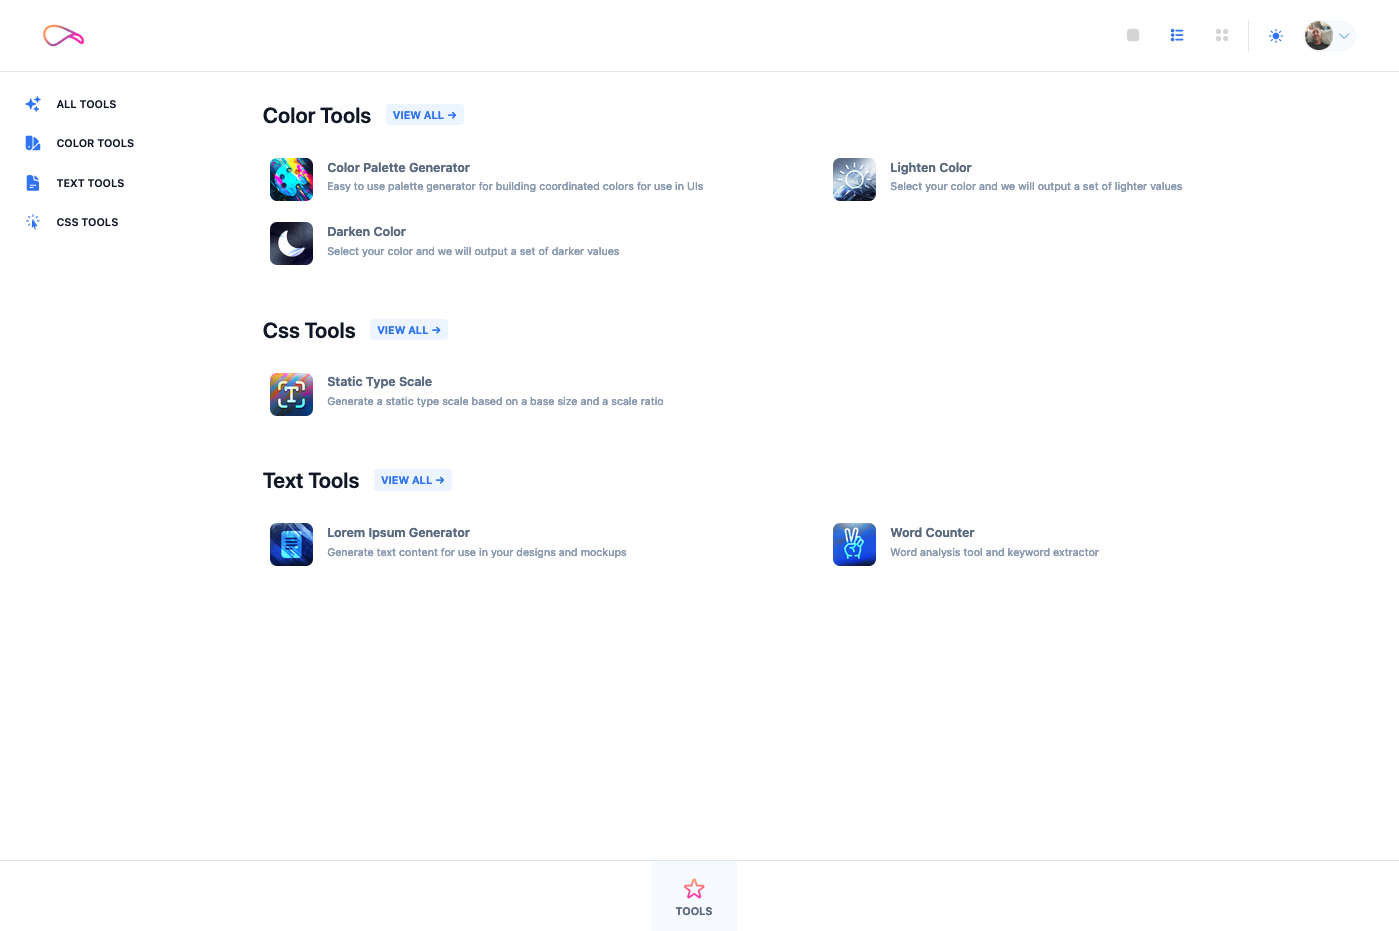 ALL TOOLS
COLOR TOOLS
TEXT TOOLS
CSS TOOLS
Color Tools
VIEW ALL →
Color Palette Generator
Easy to use palette generator for building coordinated colors for use in UIs
Lighten Color
Select your color and we will output a set of lighter values
Darken Color
Select your color and we will output a set of darker values
Css Tools
VIEW ALL →
Static Type Scale
Generate a static type scale based on a base size and a scale ratio
Text Tools
VIEW ALL →
Lorem Ipsum Generator
Generate text content for use in your designs and mockups
Word Counter
Word analysis tool and keyword extractor
TOOLS